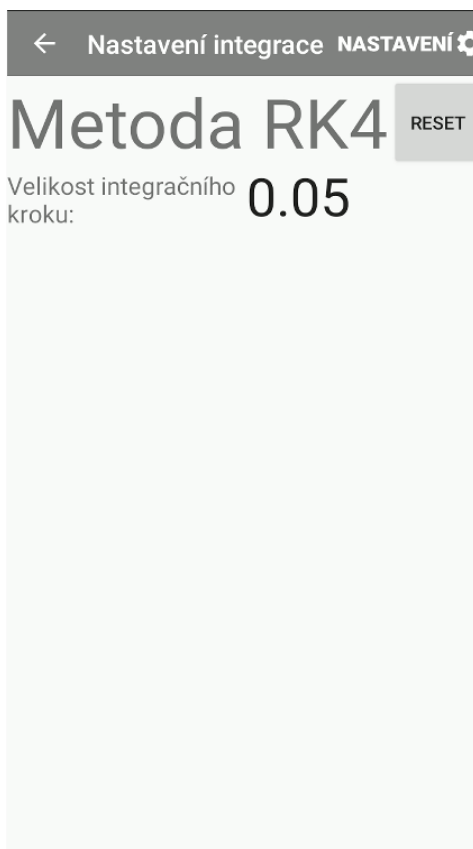 Nastavení integrace NASTAVENÍ
Metoda RK4 RESET
Velikost integračního 0.05
kroku: